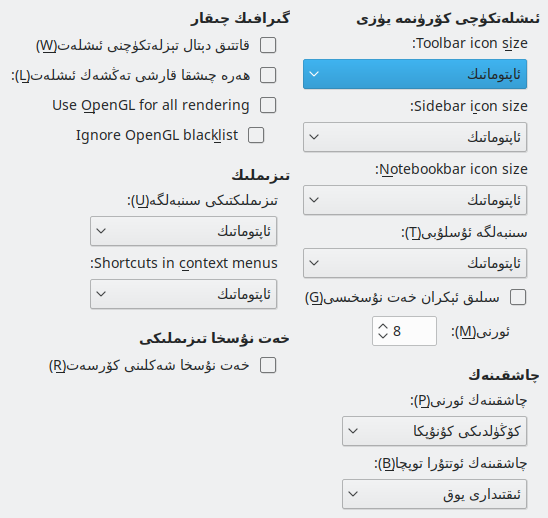 ئىشلەتكۈچى كۆرۈنمە يۈزى
Toolbar icon size:
ئاپتوماتىك
Sidebar icon size:
ئاپتوماتىك
Notebookbar icon size:
ئاپتوماتىك
سىنبەلگە ئۇسلۇبى(T):
ئاپتوماتىك
سىلىق ئېكران خەت نۇسخىسى(G)
ئورنى(M):
8
چاشقىنەك
چاشقىنەك ئورنى(P):
كۆڭۈلدىكى كۇنۇپكا
چاشقىنەك ئوتتۇرا توپچا(B):
ئىقتىدارى يوق
گىرافىك چىقار
قاتتىق دېتال تېزلەتكۈچنى ئىشلەت(W)
ھەرە چىشقا قارشى تەڭشەك ئىشلەت(L):
Use OpenGL for all rendering
Ignore OpenGL blacklist
تىزىملىك
تىزىملىكتىكى سىنبەلگە(U):
ئاپتوماتىك
Shortcuts in context menus:
ئاپتوماتىك
خەت نۇسخا تىزىملىكى
خەت نۇسخا شەكلىنى كۆرسەت(R)